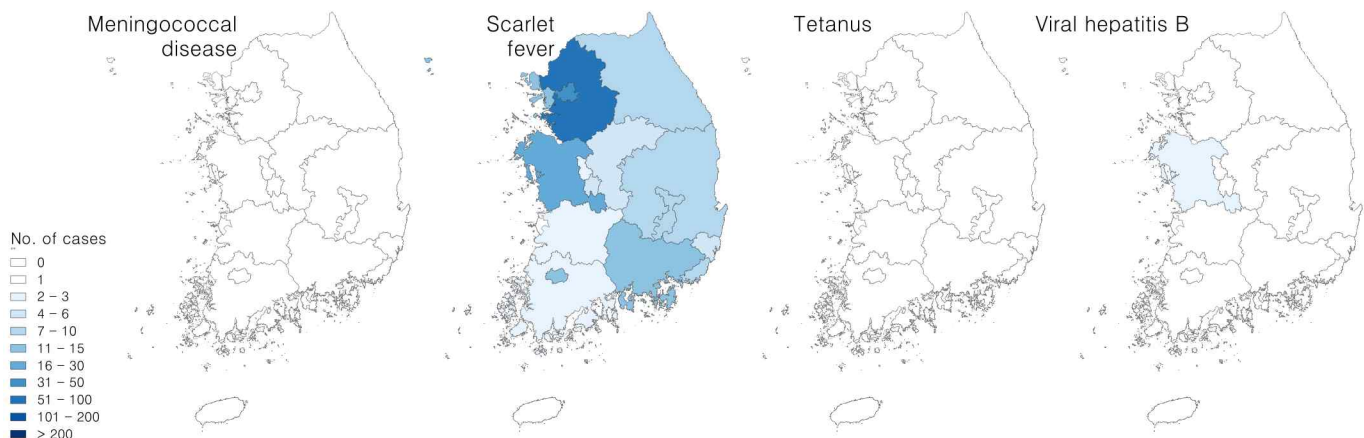 Meningococcal
disease
Scarlet
fever
Tetanus
Viral hepatitis B
No. of cases
0
1
2 – 3
4 – 6
7 – 10
11 – 15
16 – 30
31 – 50
51 – 100
101 – 200
> 200